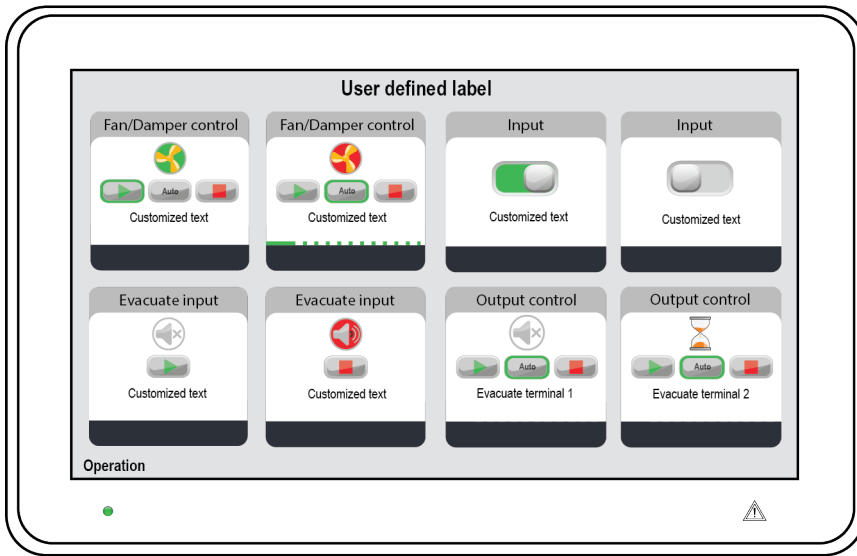 User defined label
Fan/Damper control
Fan/Damper control
Input
Input
Auto
Auto
Customized text
Customized text
Customized text
Customized text
Evacuate input
Evacuate input
Output control
Output control
Auto
Auto
Customized text
Customized text
Evacuate terminal 1
Evacuate terminal 2
Operation